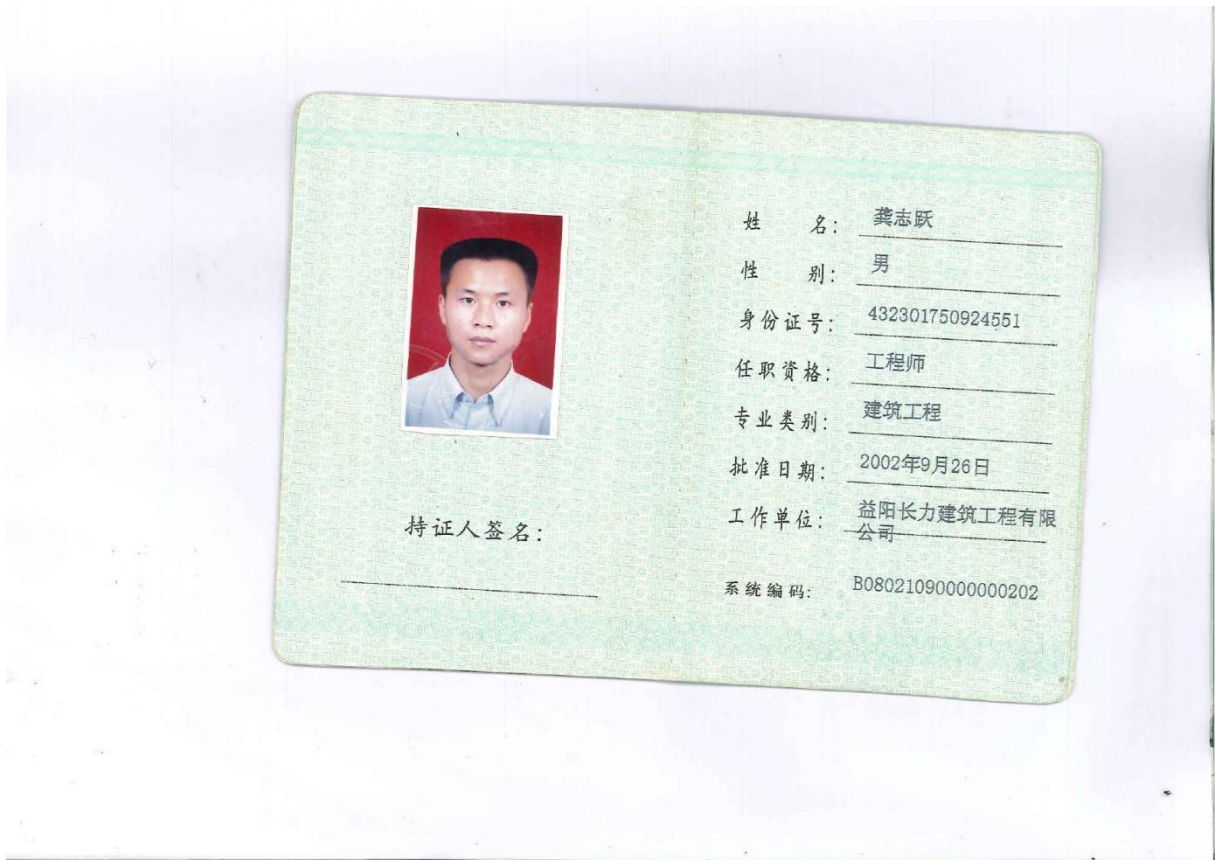 持证人签名:
姓 名: 龚志跃
性 别: 男
身份证号: 432301750924551
任职资格: 工程师
专业类别: 建筑工程
批准日期: 2002年9月26日
工作单位: 益阳长力建筑工程有限
公司
系统编码: B08021090000000202